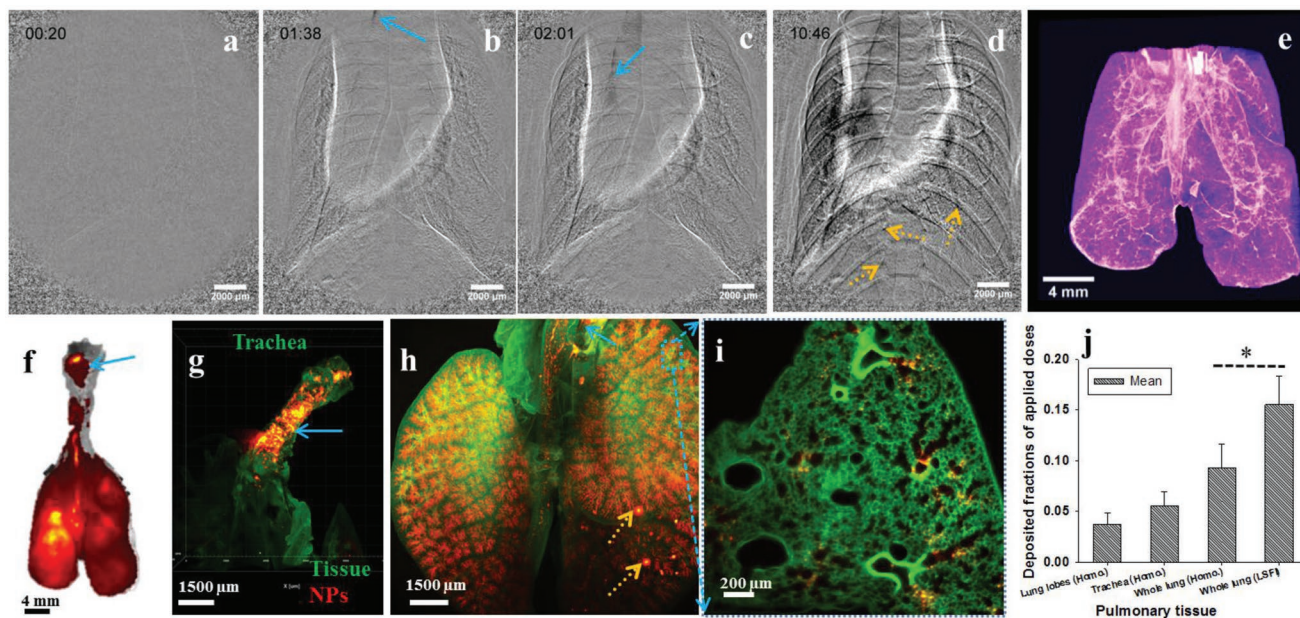 00:20
a
2000 µm
01:38
b
2000 µm
02:01
c
2000 µm
10:46
d
2000 µm
e
4 mm
f
4 mm
g
Trachea
Tissue
NPs
1500 µm
h
1500 µm
i
200 µm
j
*
Mean
Deposited fractions of applied doses
0.20
0.15
0.10
0.05
0.00
Lung lobes (Homo.)
Trachea (Homo.)
Whole lung (Homo.)
Whole lung (LSFI)
Pulmonary tissue